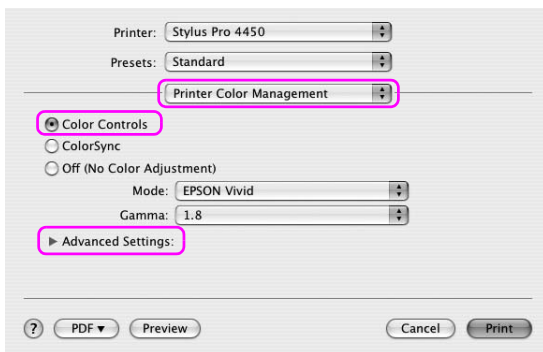 Printer: Stylus Pro 4450
Presets: Standard
Printer Color Management
Color Controls
ColorSync
Off (No Color Adjustment)
Mode: EPSON Vivid
Gamma: 1.8
Advanced Settings:
? PDF Preview Cancel Print